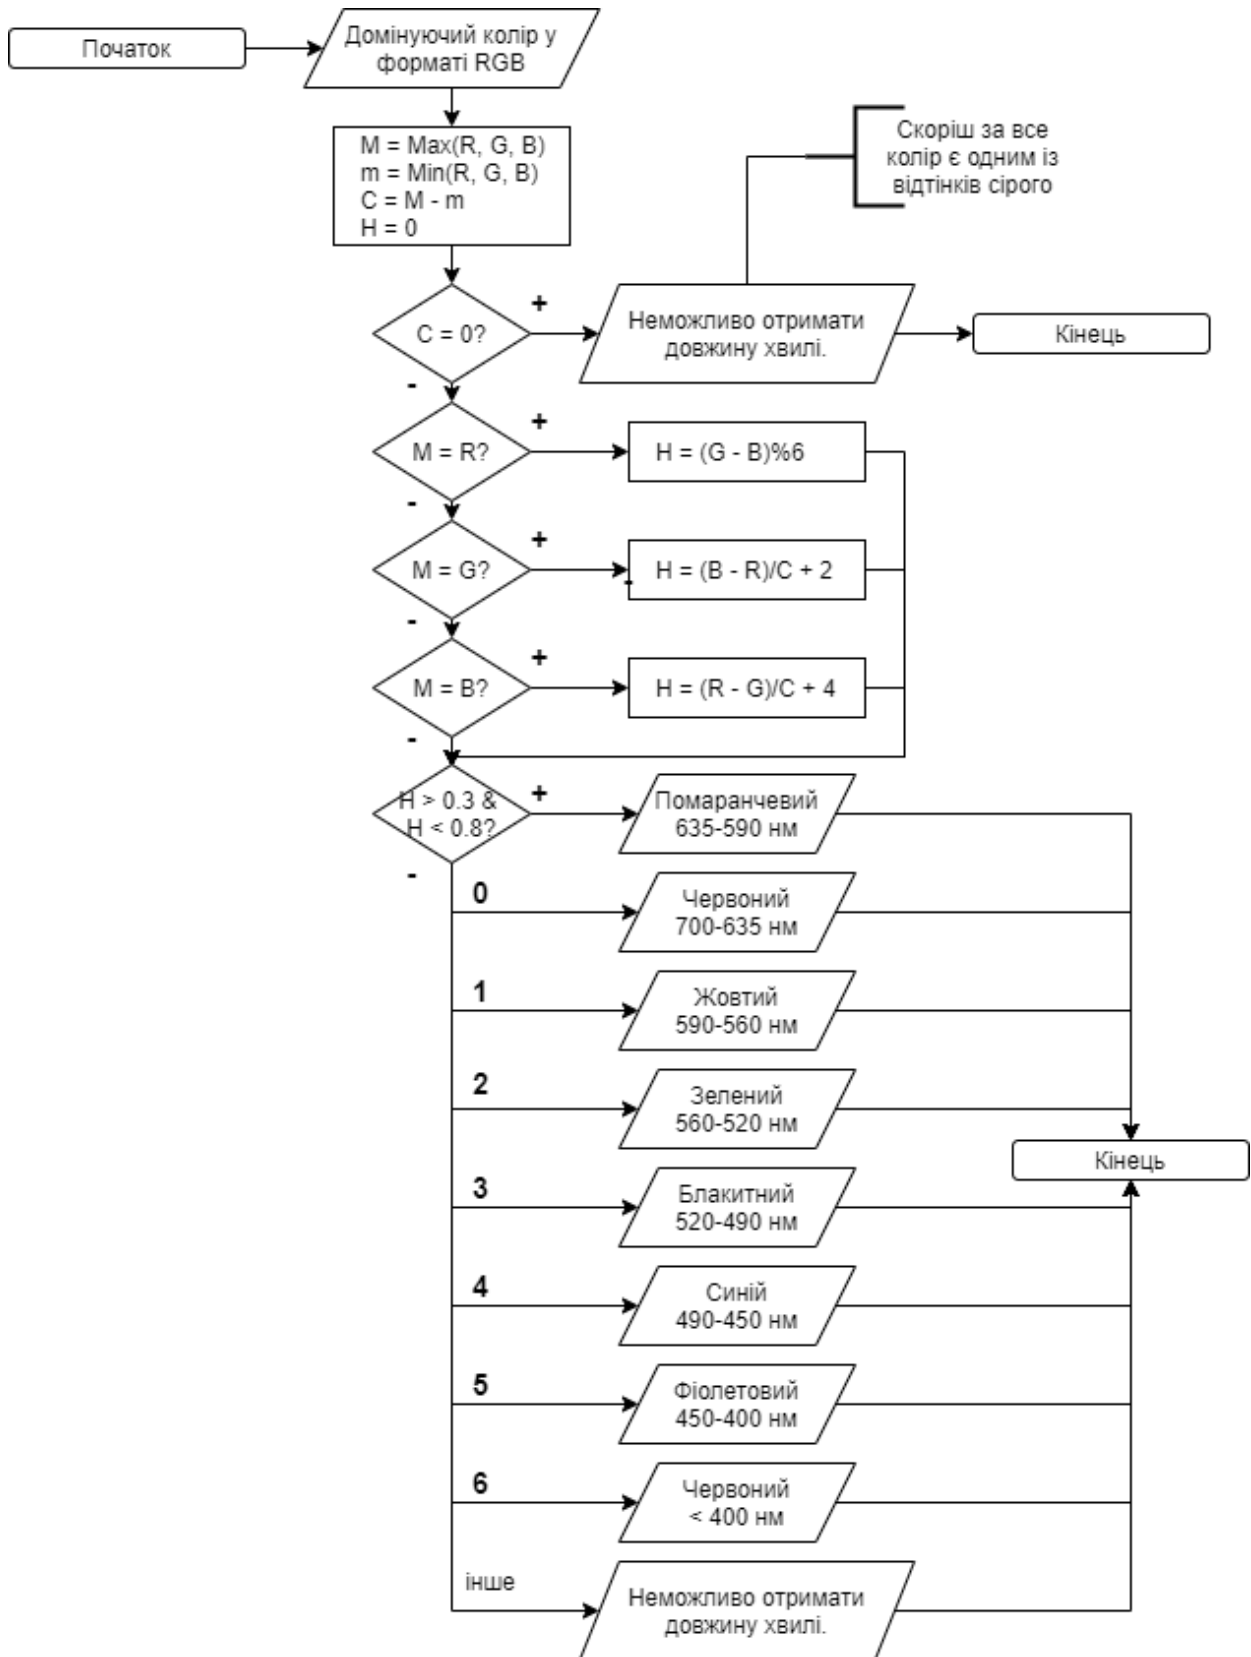 Початок
Домінуючий колір у
форматі RGB
M = Max(R, G, B)
m = Min(R, G, B)
C = M - m
H = 0
Скоріш за все
колір є одним із
відтінків сірого
C = 0?
+
-
Неможливо отримати
довжину хвилі.
Кінець
M = R?
+
-
H = (G - B)%6
M = G?
+
-
-
H = (B - R)/C + 2
M = B?
+
-
H = (R - G)/C + 4
H > 0.3 &
H < 0.8?
+
-
Помаранчевий
635-590 нм
0
Червоний
700-635 нм
1
Жовтий
590-560 нм
2
Зелений
560-520 нм
Кінець
3
Блакитний
520-490 нм
4
Синій
490-450 нм
5
Фіолетовий
450-400 нм
6
Червоний
< 400 нм
інше
Неможливо отримати
довжину хвилі.